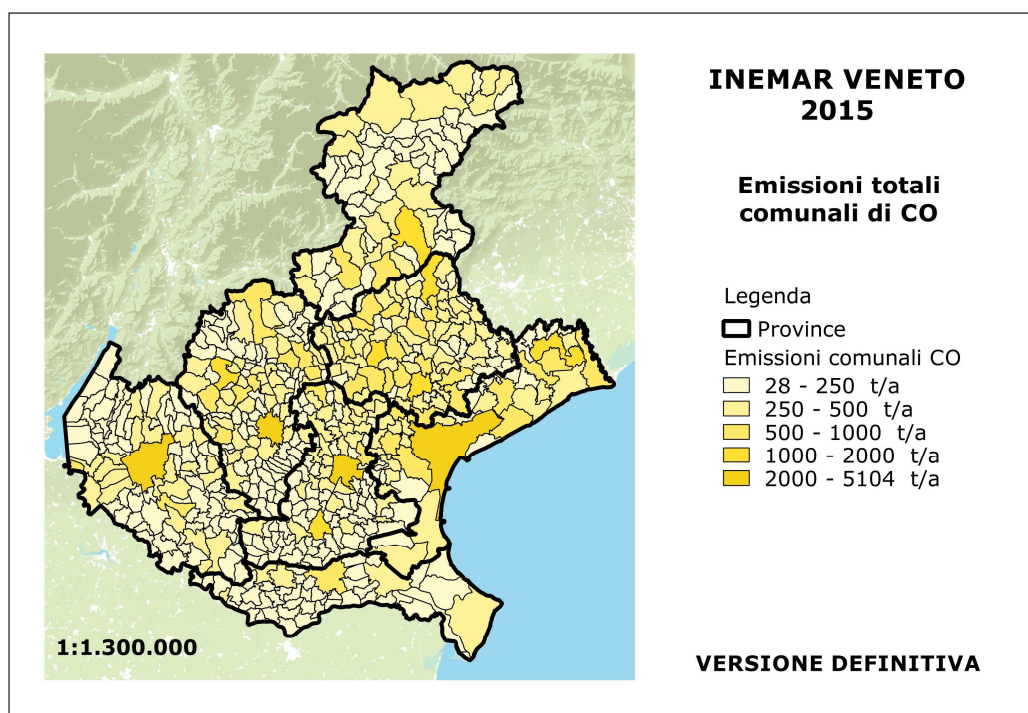 INEMAR VENETO
2015
Emissioni totali
comunali di CO
Legenda
Province
Emissioni comunali CO
28 - 250 t/a
250 - 500 t/a
500 - 1000 t/a
1000 - 2000 t/a
2000 - 5104 t/a
1:1.300.000
VERSIONE DEFINITIVA